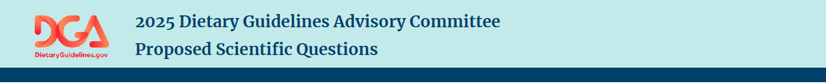 DGA
DietaryGuidelines.gov
2025 Dietary Guidelines Advisory Committee
Proposed Scientific Questions